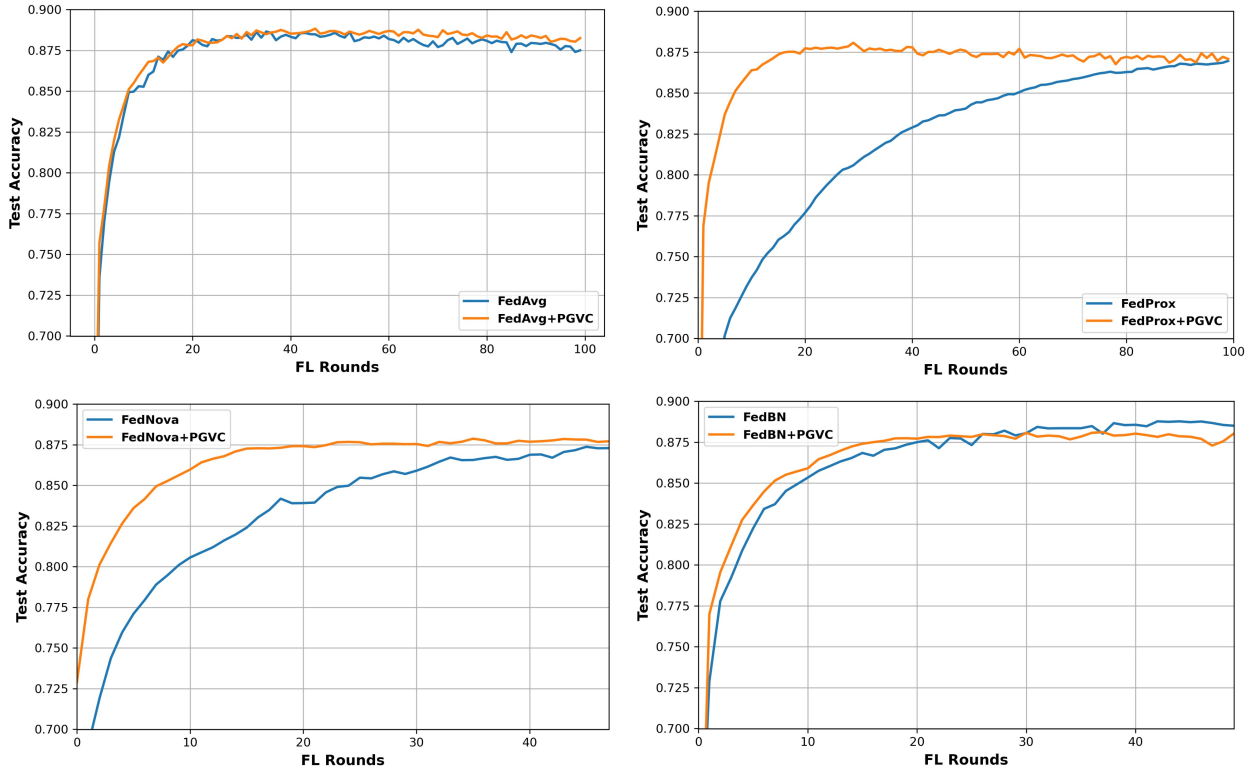 0.900
0.875
0.850
0.825
0.800
0.775
0.750
0.725
0.700
Test Accuracy
0 20 40 60 80 100
FL Rounds
FedAvg
FedAvg+PGVC
0.900
0.875
0.850
0.825
0.800
0.775
0.750
0.725
0.700
Test Accuracy
0 20 40 60 80 100
FL Rounds
FedProx
FedProx+PGVC
0.900
0.875
0.850
0.825
0.800
0.775
0.750
0.725
0.700
Test Accuracy
0 10 20 30 40
FL Rounds
FedNova
FedNova+PGVC
0.900
0.875
0.850
0.825
0.800
0.775
0.750
0.725
0.700
Test Accuracy
0 10 20 30 40
FL Rounds
FedBN
FedBN+PGVC